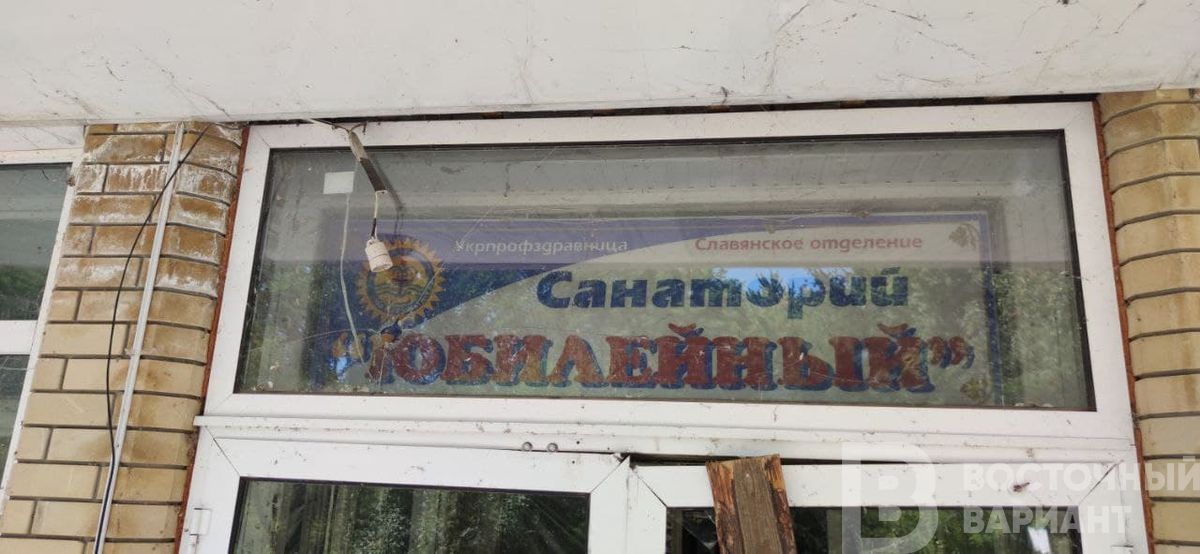 Укрпрофздравница Славянское отделение
Санаторий
"ЮБИЛЕЙНЫЙ"
ВОСТОЧНЫЙ
ВАРИАНТ